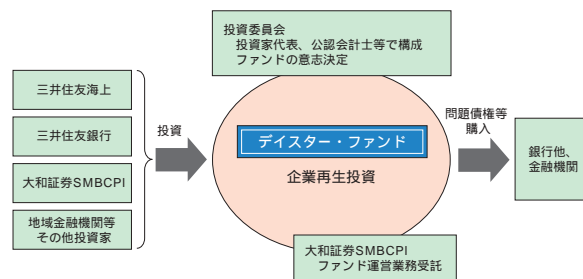 投資委員会
投資家代表、公認会計士等で構成
ファンドの意志決定
三井住友海上
三井住友銀行
大和証券SMBCPI
地域金融機関等
その他投資家
投資
デイスター・ファンド
企業再生投資
問題債権等
購入
銀行他、
金融機関
大和証券SMBCPI
ファンド運営業務受託